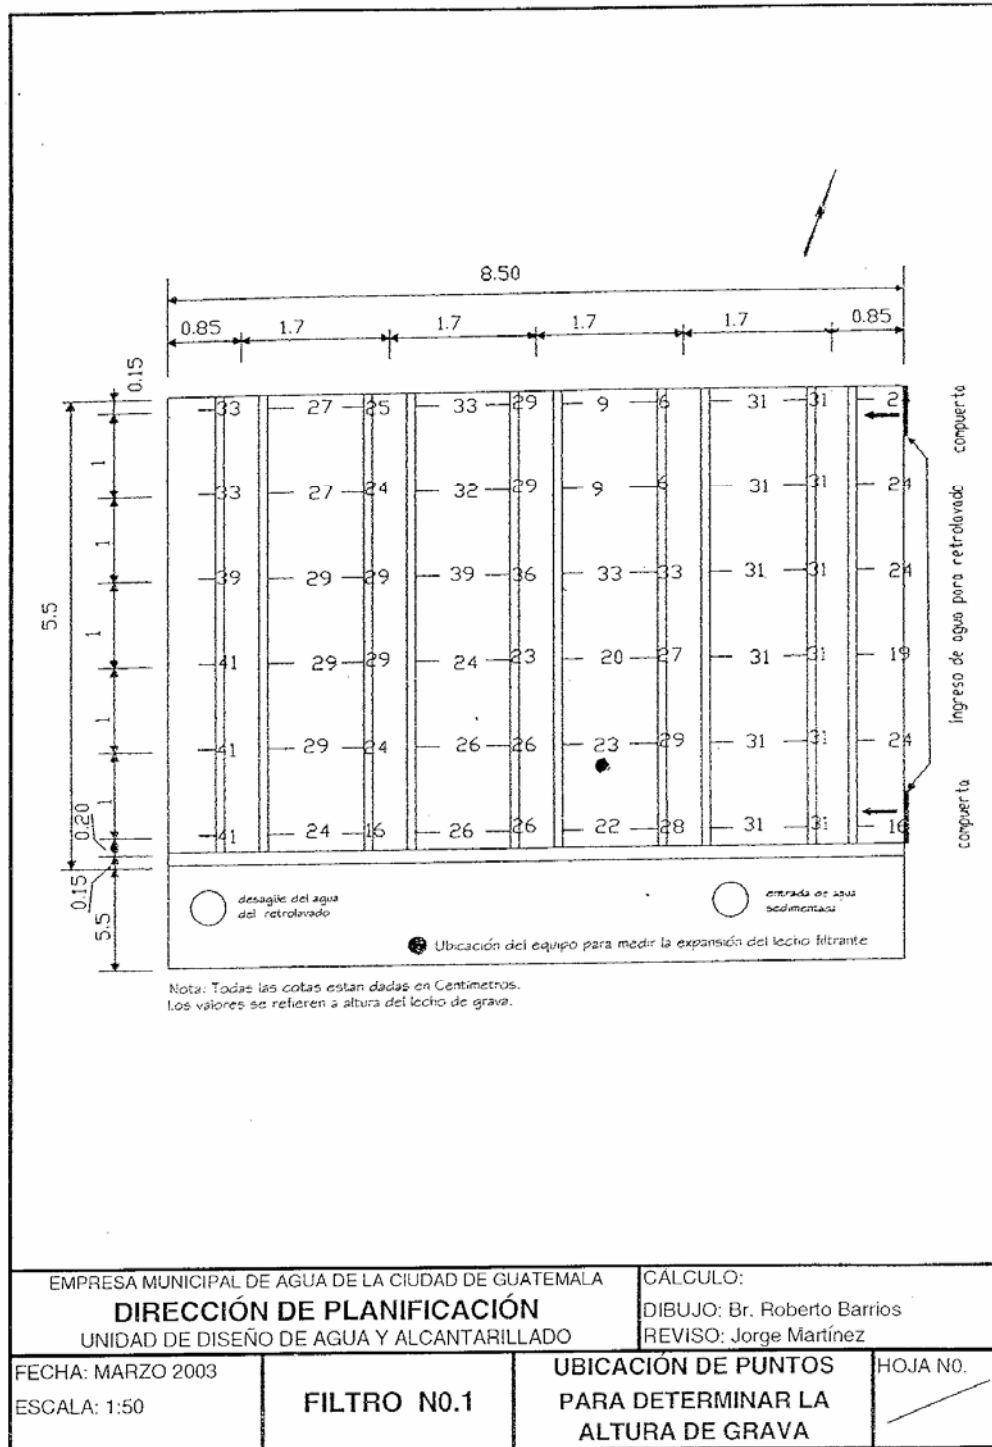 8.50
0.85 1.7 1.7 1.7 1.7 0.85
0.15
33 27 25 33 29 9 6 31 31
33 27 24 32 29 9 6 31 31 24
39 29 29 39 36 33 33 31 31 24
41 29 29 24 23 20 27 31 31 19
41 29 24 26 26 23 29 31 31 24
41 24 16 26 26 22 28 31 31 16
1
1
1
1
1
5.5
0.20
0.15
5.5
compuerta
ingreso de agua para retrolavado
compuerta
desagüe del agua
del retrolavado
entrada de agua
sedimentada
Ubicación del equipo para medir la expansión del lecho filtrante
Nota: Todas las cotas estan dadas en Centímetros.
Los valores se refieren a altura del lecho de grava.
EMPRESA MUNICIPAL DE AGUA DE LA CIUDAD DE GUATEMALA
DIRECCIÓN DE PLANIFICACIÓN
UNIDAD DE DISEÑO DE AGUA Y ALCANTARILLADO
CÁLCULO:
DIBUJO: Br. Roberto Barrios
REVISO: Jorge Martínez
FECHA: MARZO 2003
ESCALA: 1:50
FILTRO N0.1
UBICACIÓN DE PUNTOS
PARA DETERMINAR LA
ALTURA DE GRAVA
HOJA N0.